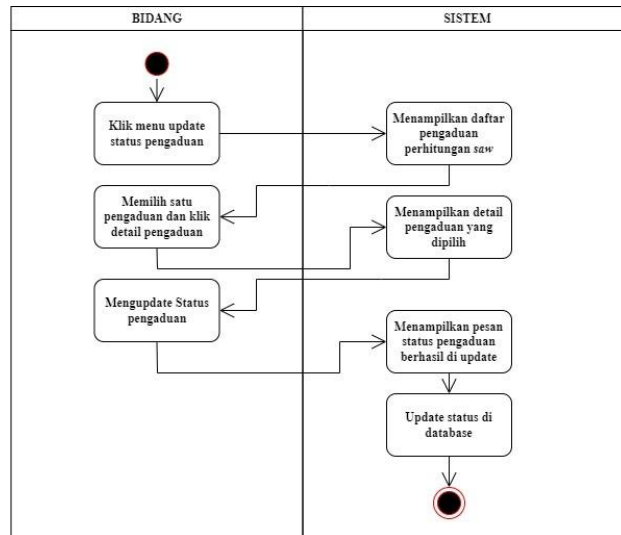 BIDANG
SISTEM
Klik menu update
status pengaduan
Menampilkan daftar
pengaduan
perhitungan saw
Memilih satu
pengaduan dan klik
detail pengaduan
Menampilkan detail
pengaduan yang
dipilih
Mengupdate Status
pengaduan
Menampilkan pesan
status pengaduan
berhasil di update
Update status di
database